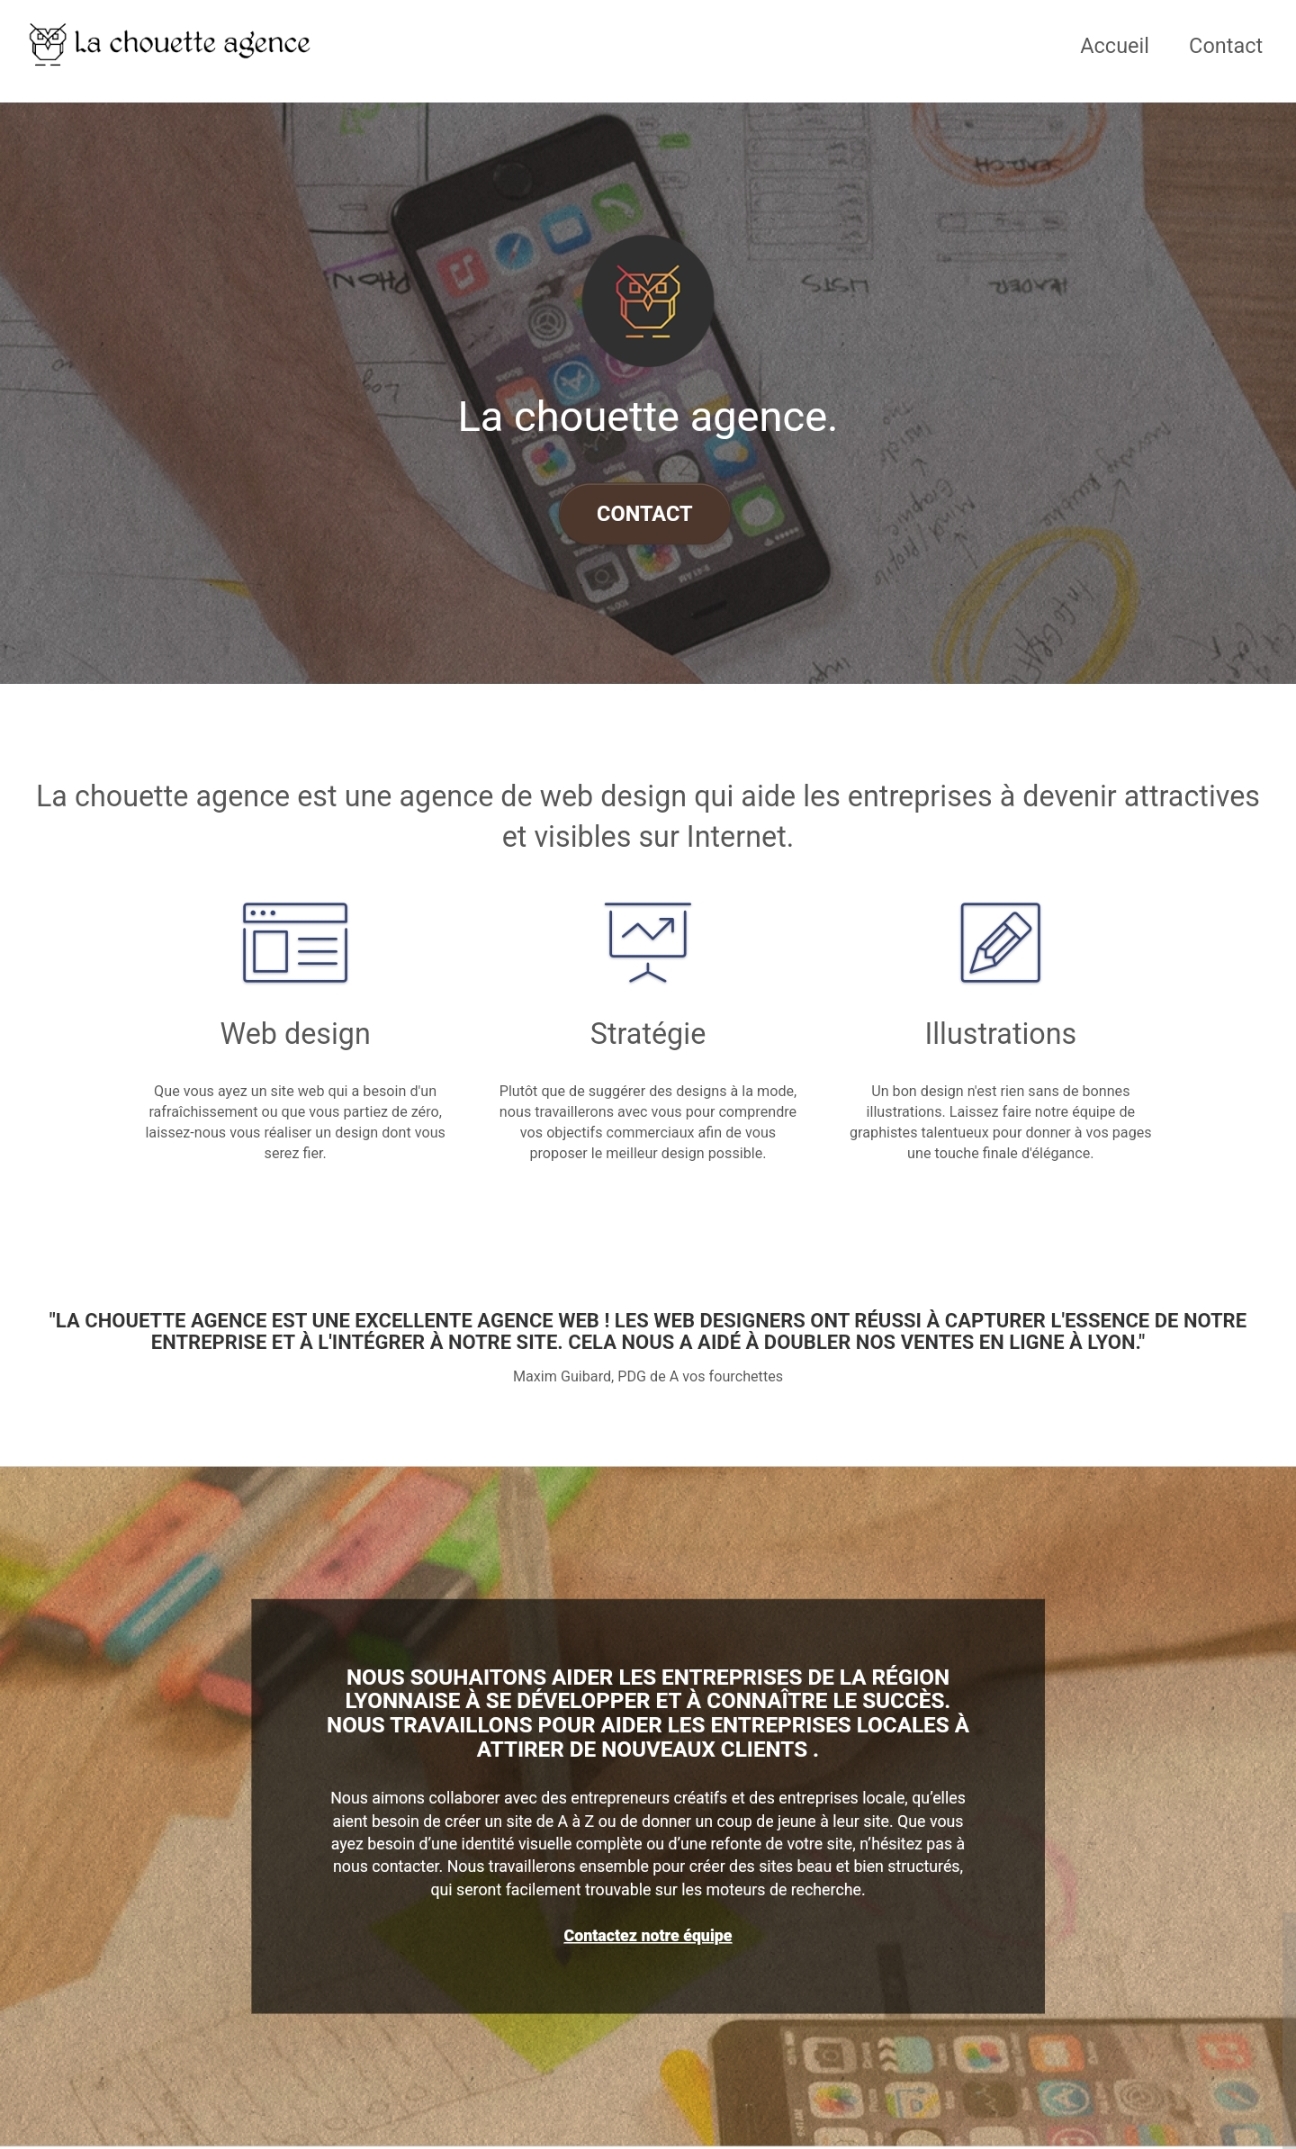 La chouette agence
Accueil Contact
SEARCH
PHON
LISTS
HEADER
La chouette agence.
CONTACT
La chouette agence est une agence de web design qui aide les entreprises à devenir attractives
et visibles sur Internet.
Web design
Que vous ayez un site web qui a besoin d'un
rafraîchissement ou que vous partiez de zéro,
laissez-nous vous réaliser un design dont vous
serez fier.
Stratégie
Plutôt que de suggérer des designs à la mode,
nous travaillerons avec vous pour comprendre
vos objectifs commerciaux afin de vous
proposer le meilleur design possible.
Illustrations
Un bon design n'est rien sans de bonnes
illustrations. Laissez faire notre équipe de
graphistes talentueux pour donner à vos pages
une touche finale d'élégance.
"LA CHOUETTE AGENCE EST UNE EXCELLENTE AGENCE WEB ! LES WEB DESIGNERS ONT RÉUSSI À CAPTURER L'ESSENCE DE NOTRE
ENTREPRISE ET À L'INTÉGRER À NOTRE SITE. CELA NOUS A AIDÉ À DOUBLER NOS VENTES EN LIGNE À LYON."
Maxim Guibard, PDG de A vos fourchettes
NOUS SOUHAITONS AIDER LES ENTREPRISES DE LA RÉGION
LYONNAISE À SE DÉVELOPPER ET À CONNAÎTRE LE SUCCÈS.
NOUS TRAVAILLONS POUR AIDER LES ENTREPRISES LOCALES À
ATTIRER DE NOUVEAUX CLIENTS .
Nous aimons collaborer avec des entrepreneurs créatifs et des entreprises locale, qu’elles
aient besoin de créer un site de A à Z ou de donner un coup de jeune à leur site. Que vous
ayez besoin d’une identité visuelle complète ou d’une refonte de votre site, n’hésitez pas à
nous contacter. Nous travaillerons ensemble pour créer des sites beau et bien structurés,
qui seront facilement trouvable sur les moteurs de recherche.
Contactez notre équipe